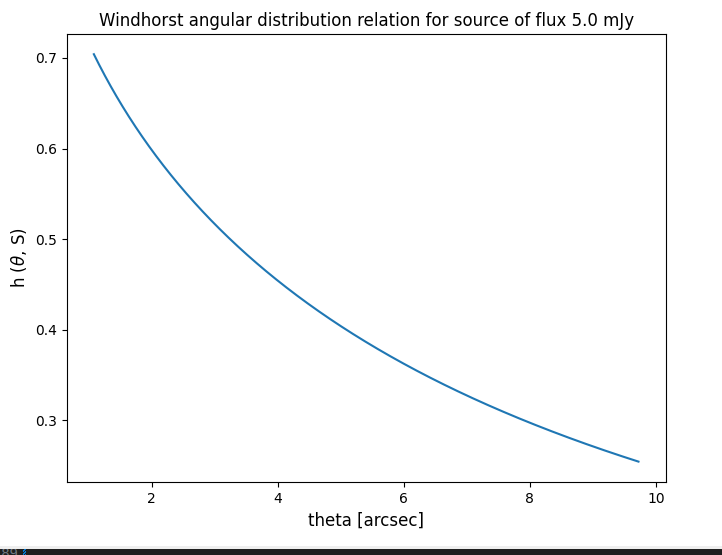 Windhorst angular distribution relation for source of flux 5.0 mJy
h (θ, S)
0.7
0.6
0.5
0.4
0.3
2 4 6 8 10
theta [arcsec]